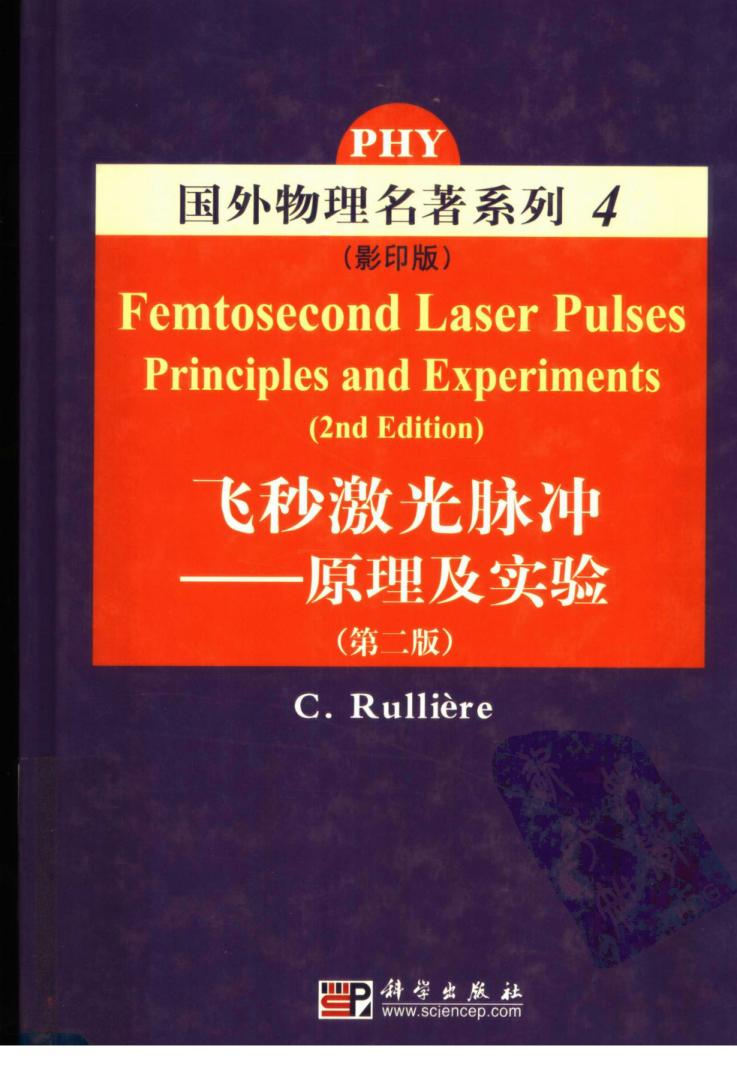 PHY
国外物理名著系列 4
(影印版)
Femtosecond Laser Pulses
Principles and Experiments
(2nd Edition)
飞秒激光脉冲
——原理及实验
(第二版)
C. Rullière
科学出版社
www.sciencep.com